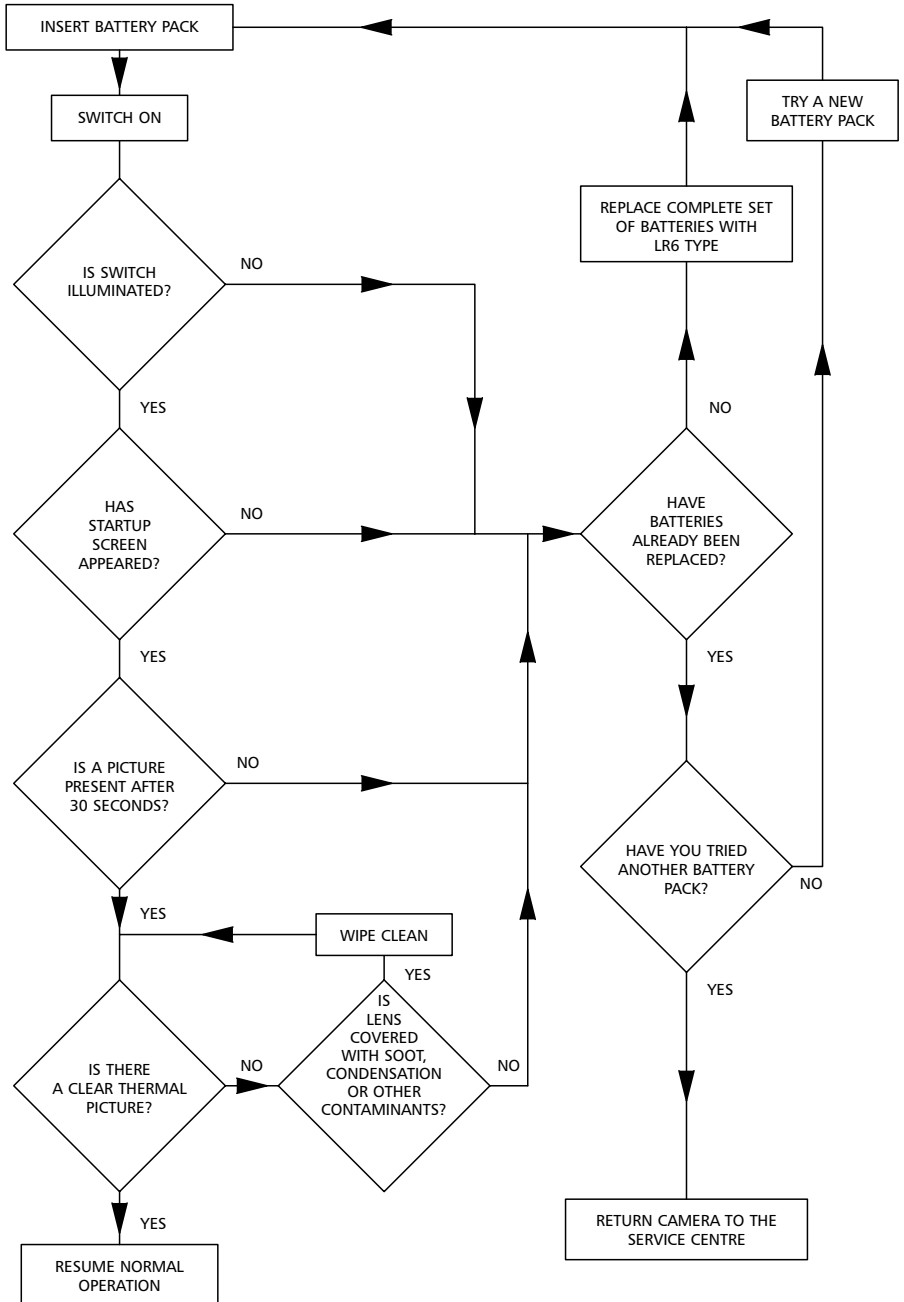 INSERT BATTERY PACK
SWITCH ON
TRY A NEW
BATTERY PACK
REPLACE COMPLETE SET
OF BATTERIES WITH
LR6 TYPE
IS SWITCH
ILLUMINATED?
NO
YES
NO
HAS
STARTUP
SCREEN
APPEARED?
NO
HAVE
BATTERIES
ALREADY BEEN
REPLACED?
YES
YES
IS A PICTURE
PRESENT AFTER
30 SECONDS?
NO
HAVE YOU TRIED
ANOTHER BATTERY
PACK?
NO
YES
WIPE CLEAN
YES
YES
IS THERE
A CLEAR THERMAL
PICTURE?
NO
IS
LENS
COVERED
WITH SOOT,
CONDENSATION
OR OTHER
CONTAMINANTS?
NO
YES
RESUME NORMAL
OPERATION
RETURN CAMERA TO THE
SERVICE CENTRE